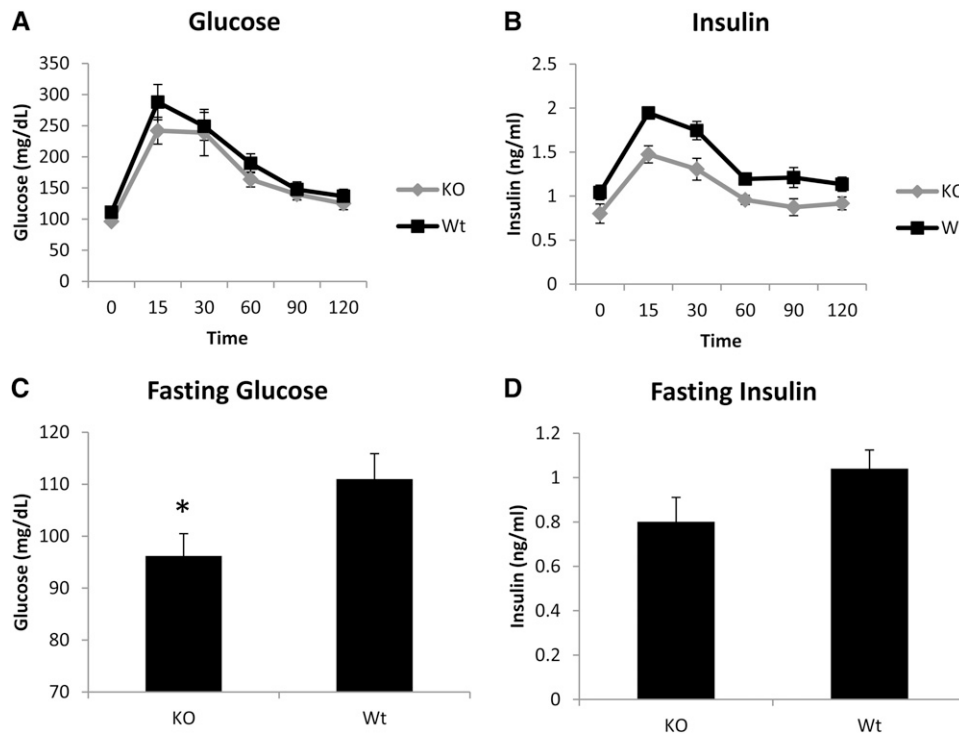 A
Glucose
Glucose (mg/dL)
350
300
250
200
150
100
50
0
0 15 30 60 90 120
Time
KO
Wt
B
Insulin
Insulin (ng/ml)
2.5
2
1.5
1
0.5
0
0 15 30 60 90 120
Time
KO
W
C
Fasting Glucose
Glucose (mg/dL)
120
110
100
90
80
70
*
KO Wt
D
Fasting Insulin
Insulin (ng/ml)
1.2
1
0.8
0.6
0.4
0.2
0
KO Wt